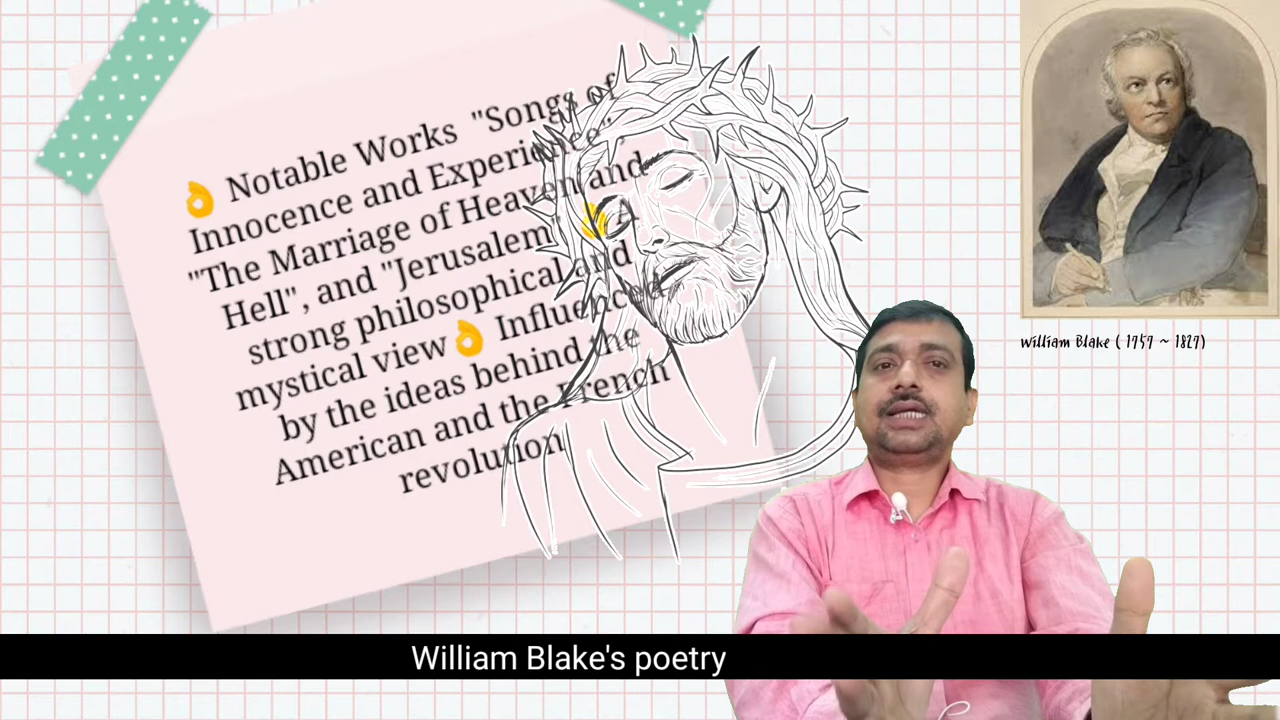 👌 Notable Works "Songs of
Innocence and Experience",
"The Marriage of Heaven and
Hell", and "Jerusalem" 👌 A
strong philosophical and
mystical view 👌 Influenced
by the ideas behind the
American and the French
revolution
William Blake ( 1757 ~ 1827)
William Blake's poetry